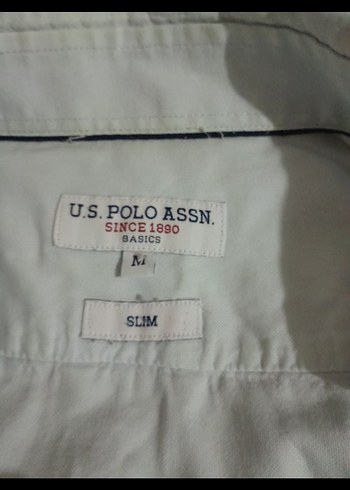 U.S. POLO ASSN.
SINCE 1890
BASICS
M
SLIM